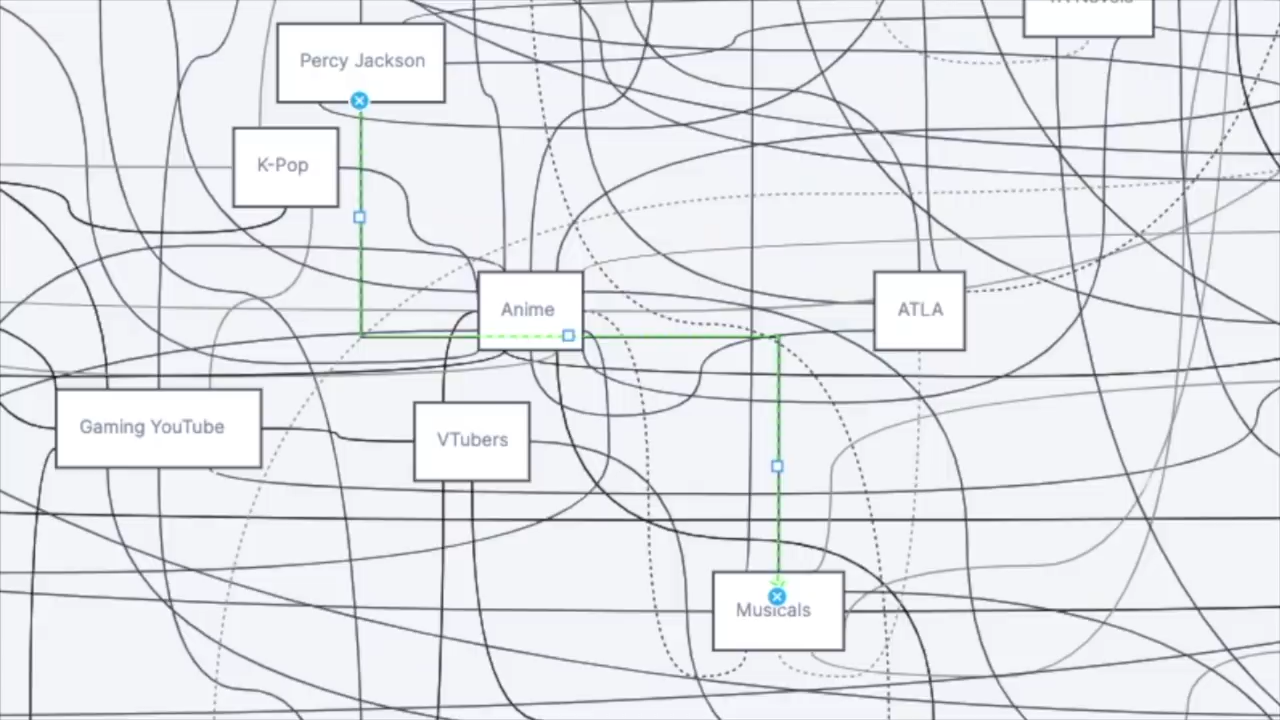 Percy Jackson
K-Pop
Anime
ATLA
Gaming YouTube
VTubers
Musicals